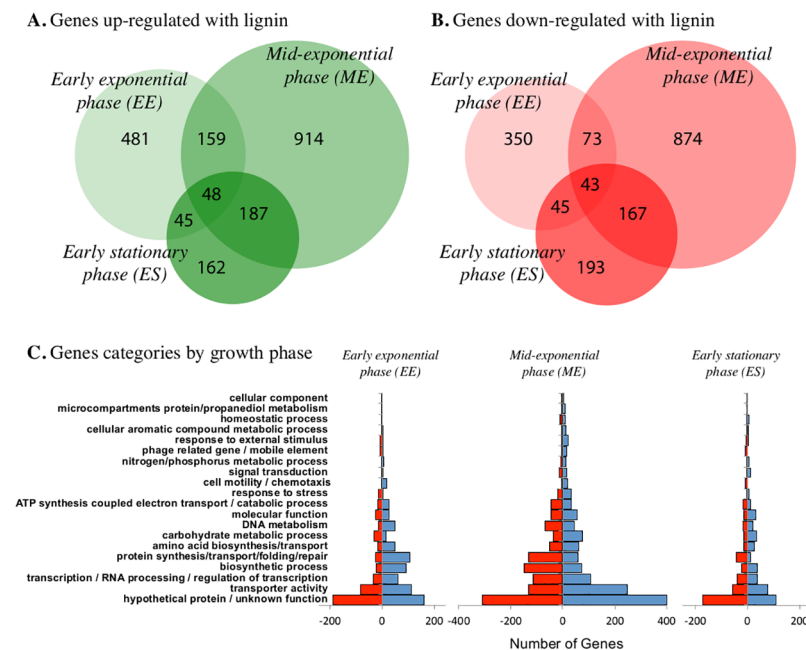 A. Genes up-regulated with lignin
Mid-exponential
phase (ME)
Early exponential
phase (EE)
481
159
914
48
45
187
Early stationary
phase (ES)
162
B. Genes down-regulated with lignin
Mid-exponential
phase (ME)
Early exponential
phase (EE)
350
73
874
43
45
167
Early stationary
phase (ES)
193
C. Genes categories by growth phase
Early exponential
phase (EE)
Mid-exponential
phase (ME)
Early stationary
phase (ES)
cellular component
microcompartments protein/propanediol metabolism
homeostatic process
cellular aromatic compound metabolic process
response to external stimulus
phage related gene / mobile element
nitrogen/phosphorus metabolic process
signal transduction
cell motility / chemotaxis
response to stress
ATP synthesis coupled electron transport / catabolic process
molecular function
DNA metabolism
carbohydrate metabolic process
amino acid biosynthesis/transport
protein synthesis/transport/folding/repair
biosynthetic process
transcription / RNA processing / regulation of transcription
transporter activity
hypothetical protein / unknown function
-200 0 200
-400 -200 0 200 400
-200 0 200
Number of Genes